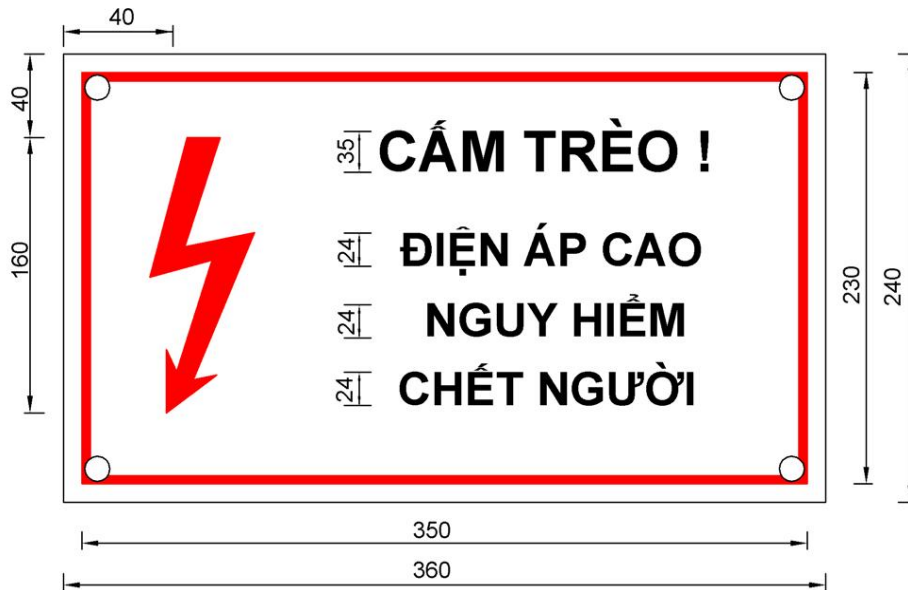 40
40
35 CẤM TRÈO !
160
24 ĐIỆN ÁP CAO
230
240
24 NGUY HIỂM
24 CHẾT NGƯỜI
350
360